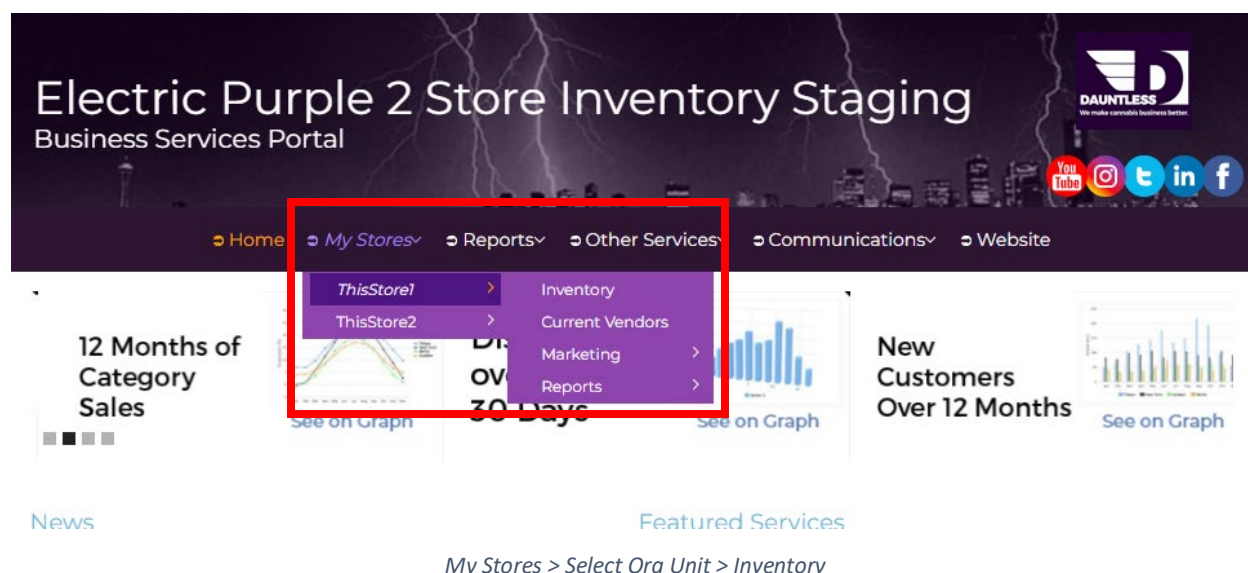 Electric Purple 2 Store Inventory Staging
Business Services Portal
DAUNTLESS
We make cannabis business better.
You
Tube
in f
Home My Stores Reports Other Services Communications Website
ThisStore1
ThisStore2
Inventory
Current Vendors
Marketing
Reports
12 Months of
Category
Sales
See on Graph
30 Days
See on Graph
New
Customers
Over 12 Months
See on Graph
News
Featured Services
My Stores > Select Org Unit > Inventory